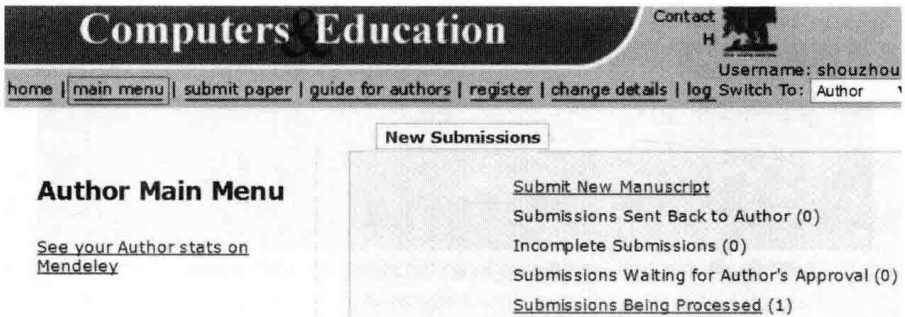 Computers & Education
Contact
H
Username: shouzhou
home | main menu | submit paper | guide for authors | register | change details | log Switch To: Author
New Submissions
Author Main Menu
See your Author stats on
Mendeley
Submit New Manuscript
Submissions Sent Back to Author (0)
Incomplete Submissions (0)
Submissions Waiting for Author's Approval (0)
Submissions Being Processed (1)